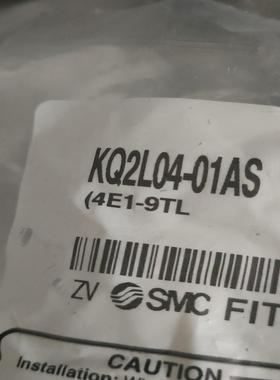 KQ2L04-01AS
(4E1-9TL
ZV SMC FIT
CAUTION
Installation: